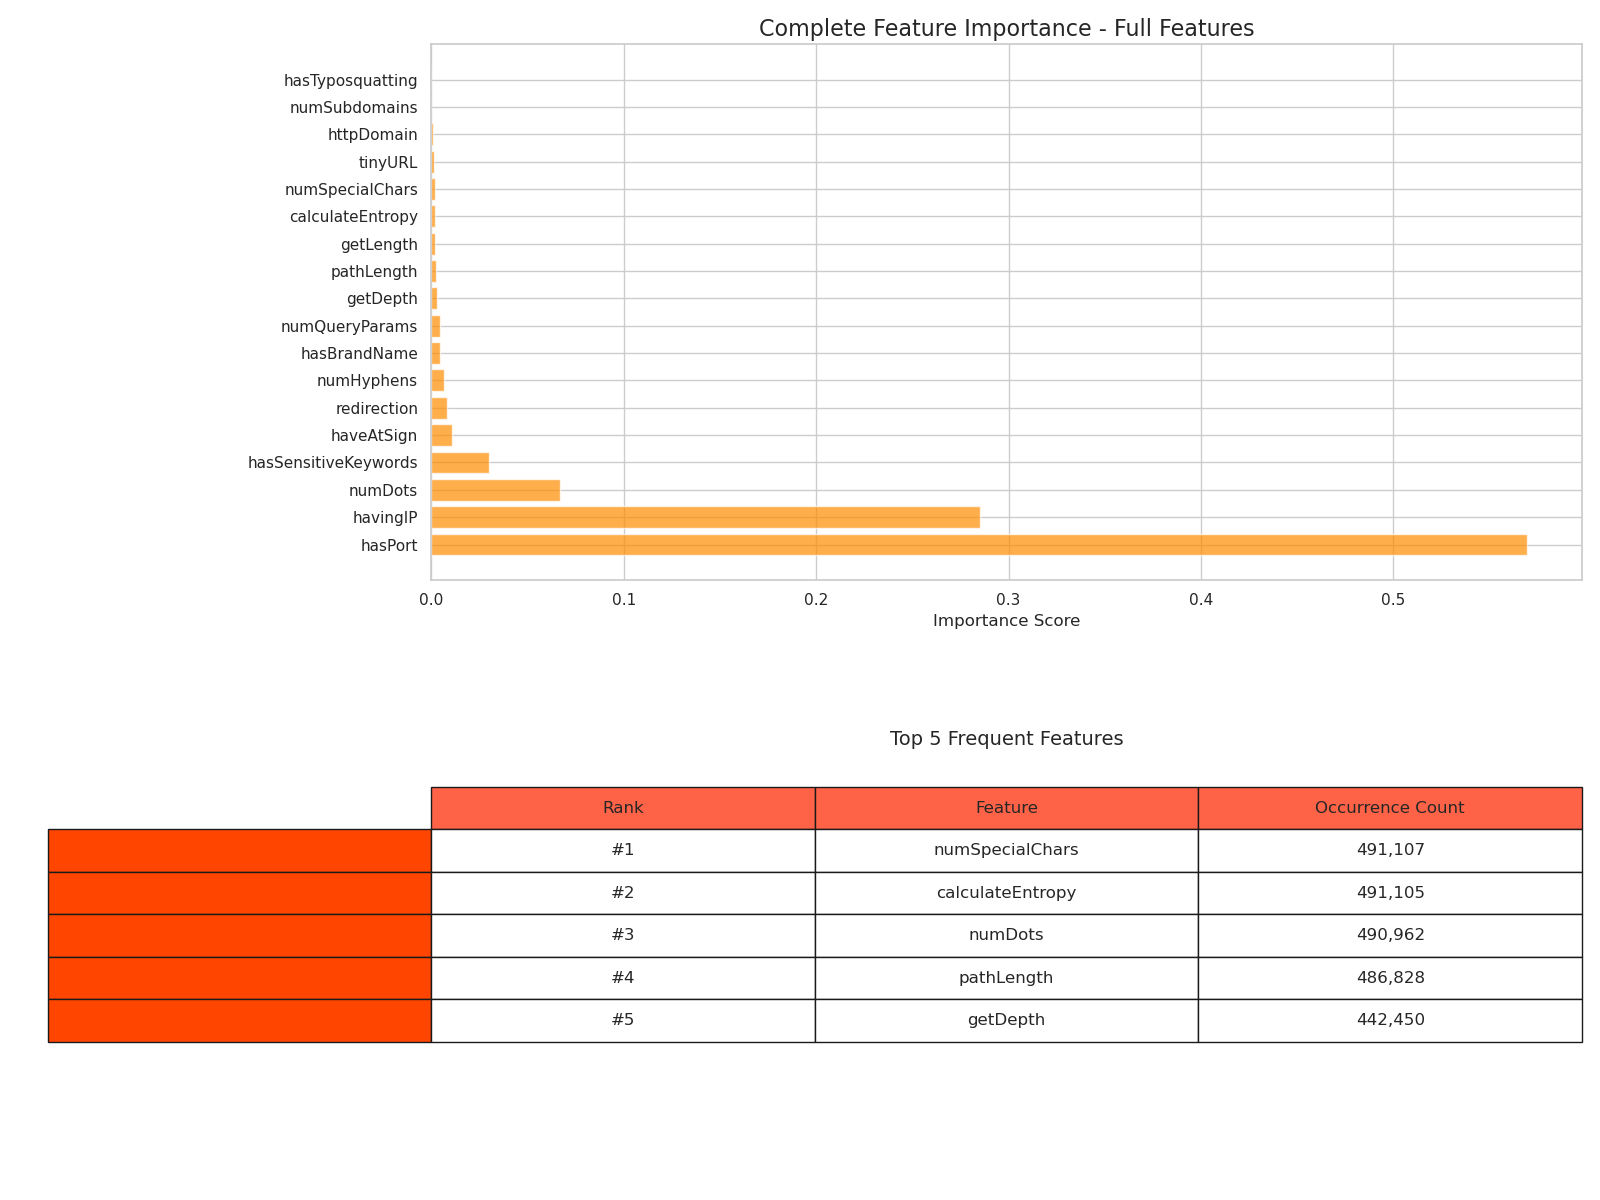 Complete Feature Importance - Full Features
hasTyposquatting
numSubdomains
httpDomain
tinyURL
numSpecialChars
calculateEntropy
getLength
pathLength
getDepth
numQueryParams
hasBrandName
numHyphens
redirection
haveAtSign
hasSensitiveKeywords
numDots
havingIP
hasPort
0.0 0.1 0.2 0.3 0.4 0.5
Importance Score
Top 5 Frequent Features
Rank Feature Occurrence Count
#1 numSpecialChars 491,107
#2 calculateEntropy 491,105
#3 numDots 490,962
#4 pathLength 486,828
#5 getDepth 442,450